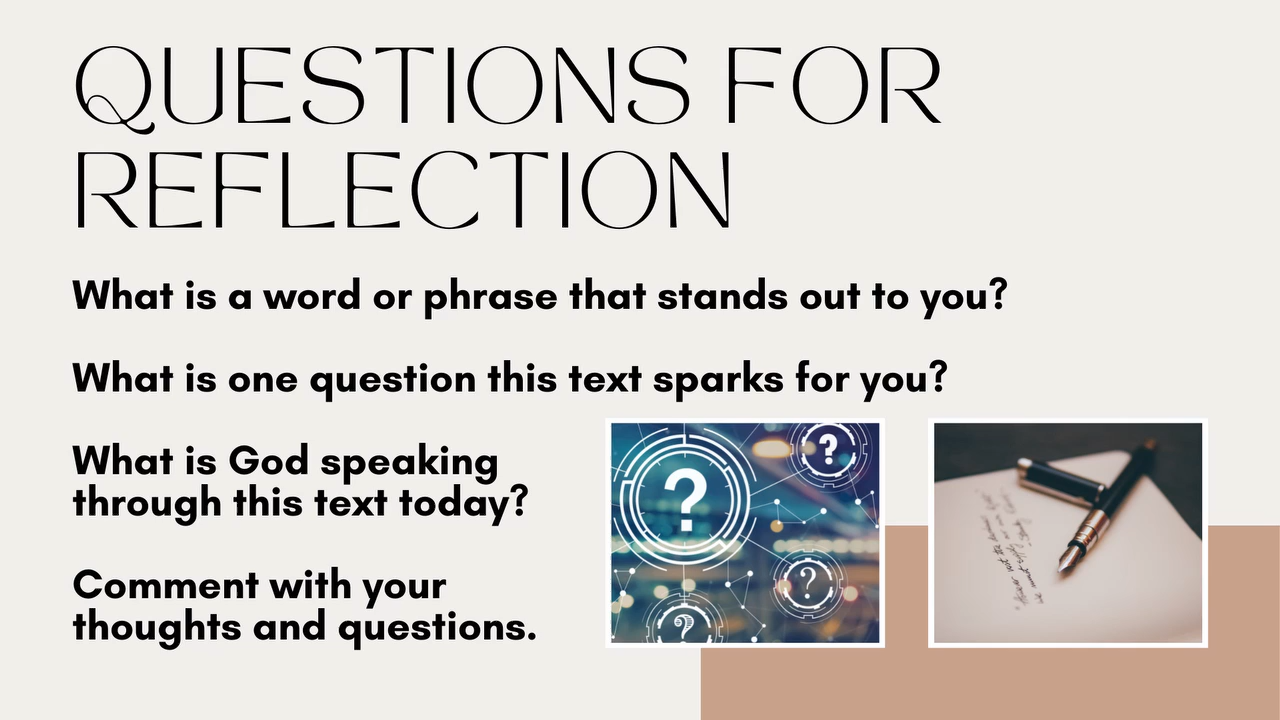 QUESTIONS FOR
REFLECTION
What is a word or phrase that stands out to you?
What is one question this text sparks for you?
What is God speaking
through this text today?
Comment with your
thoughts and questions.
?
?
?
?